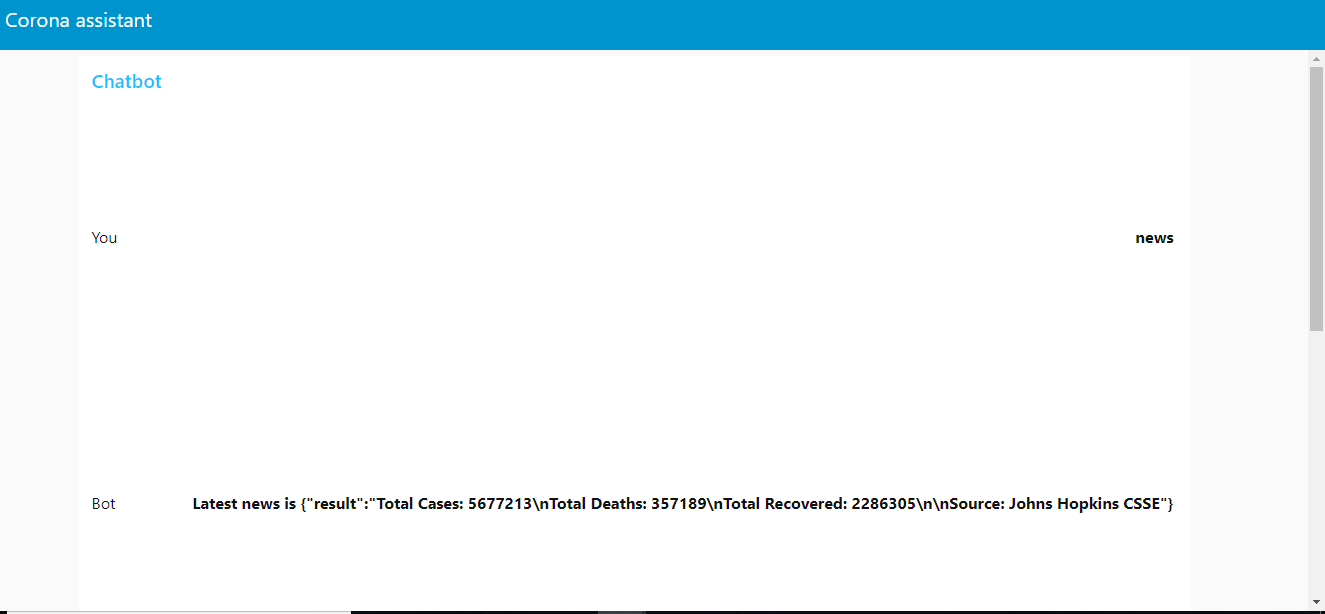 Corona assistant
Chatbot
You news
Bot Latest news is {"result":"Total Cases: 5677213\nTotal Deaths: 357189\nTotal Recovered: 2286305\n\nSource: Johns Hopkins CSSE"}